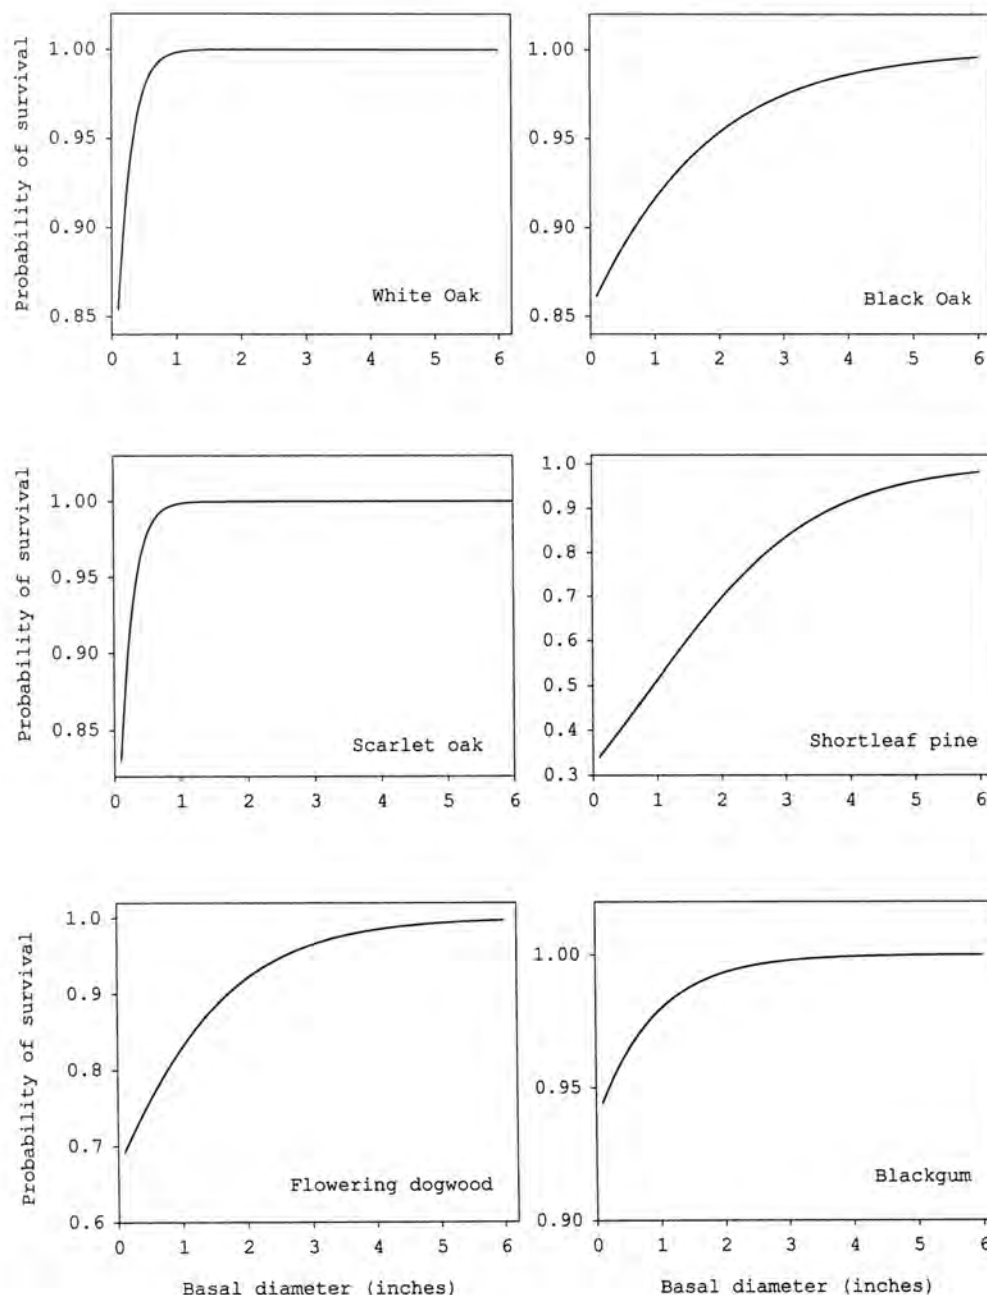 Probability of survival
1.00
0.95
0.90
0.85
0 1 2 3 4 5 6
White Oak
1.00
0.95
0.90
0.85
0 1 2 3 4 5 6
Black Oak
Probability of survival
1.00
0.95
0.90
0.85
0 1 2 3 4 5 6
Scarlet oak
1.0
0.9
0.8
0.7
0.6
0.5
0.4
0.3
0 1 2 3 4 5 6
Shortleaf pine
Probability of survival
1.0
0.9
0.8
0.7
0.6
0 1 2 3 4 5 6
Flowering dogwood
Basal diameter (inches)
1.00
0.95
0.90
0 1 2 3 4 5 6
Blackgum
Basal diameter (inches)